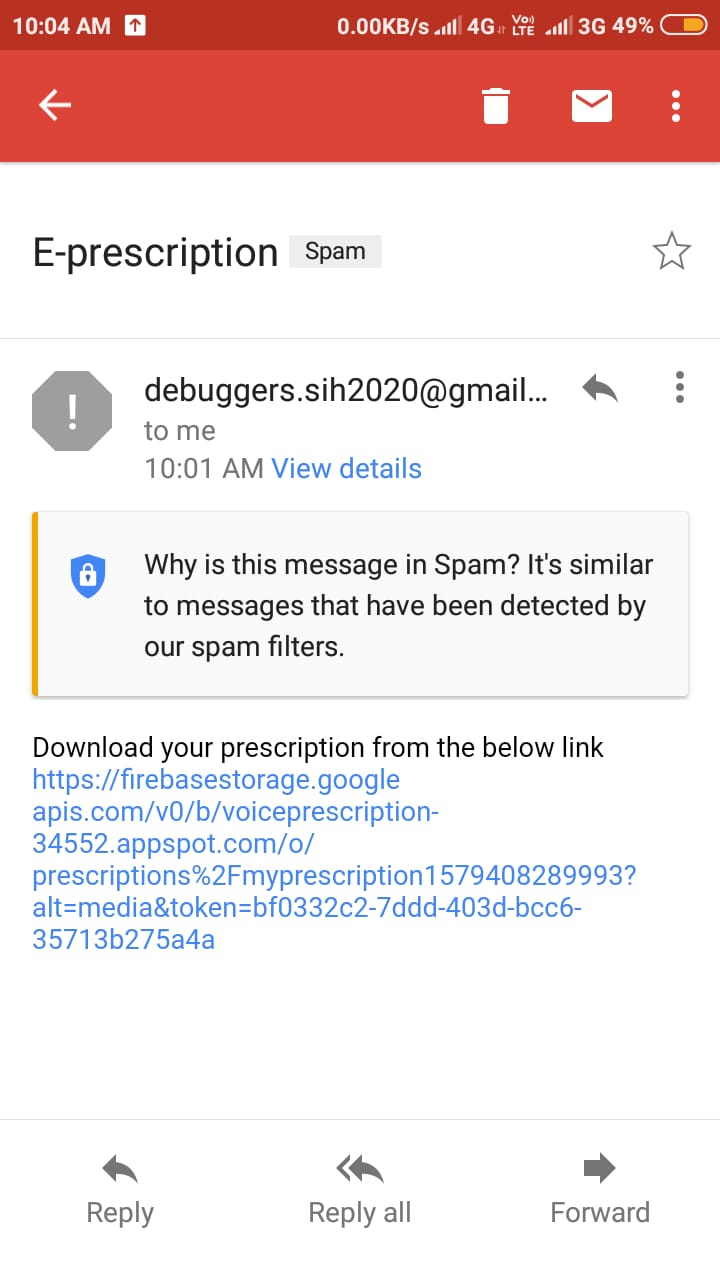 10:04 AM 0.00KB/s 4G VoLTE 3G 49%
E-prescription Spam
debuggers.sih2020@gmail...
to me
10:01 AM View details
Why is this message in Spam? It's similar
to messages that have been detected by
our spam filters.
Download your prescription from the below link
https://firebasestorage.google
apis.com/v0/b/voiceprescription-
34552.appspot.com/o/
prescriptions%2Fmyprescription1579408289993?
alt=media&token=bf0332c2-7ddd-403d-bcc6-
35713b275a4a
Reply Reply all Forward